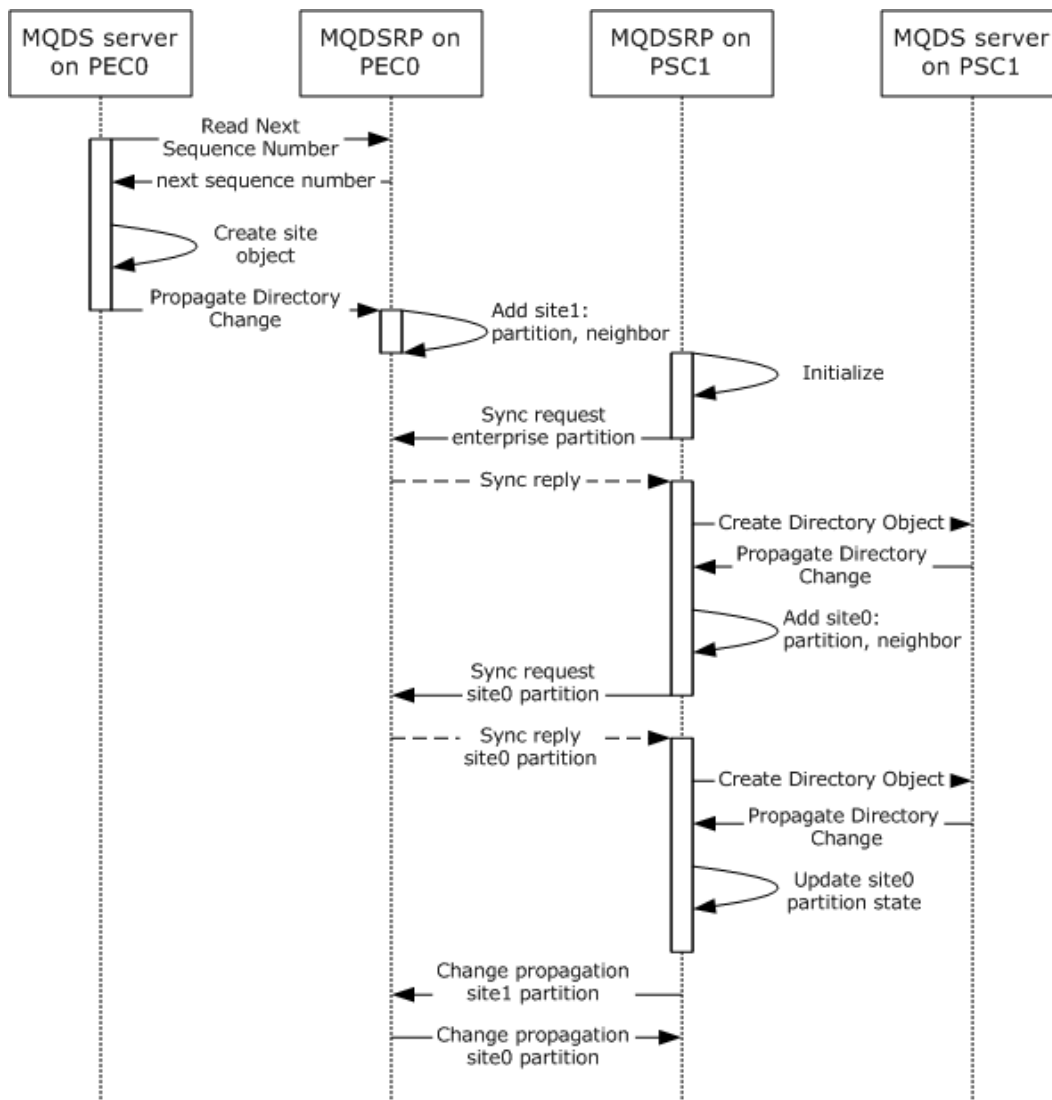 MQDS server
on PEC0
MQDSRP on
PEC0
MQDSRP on
PSC1
MQDS server
on PSC1
Read Next
Sequence Number
next sequence number
Create site
object
Propagate Directory
Change
Add site1:
partition, neighbor
Initialize
Sync request
enterprise partition
Sync reply
Create Directory Object
Propagate Directory
Change
Add site0:
partition, neighbor
Sync request
site0 partition
Sync reply
site0 partition
Create Directory Object
Propagate Directory
Change
Update site0
partition state
Change propagation
site1 partition
Change propagation
site0 partition